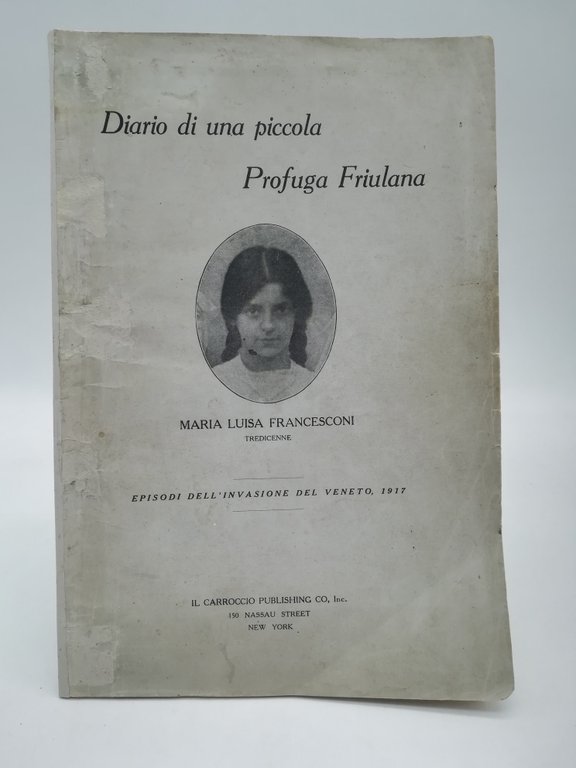 Diario di una piccola
Profuga Friulana
MARIA LUISA FRANCESCONI
TREDICENNE
EPISODI DELL'INVASIONE DEL VENETO, 1917
IL CARROCCIO PUBLISHING CO, Inc.
150 NASSAU STREET
NEW YORK